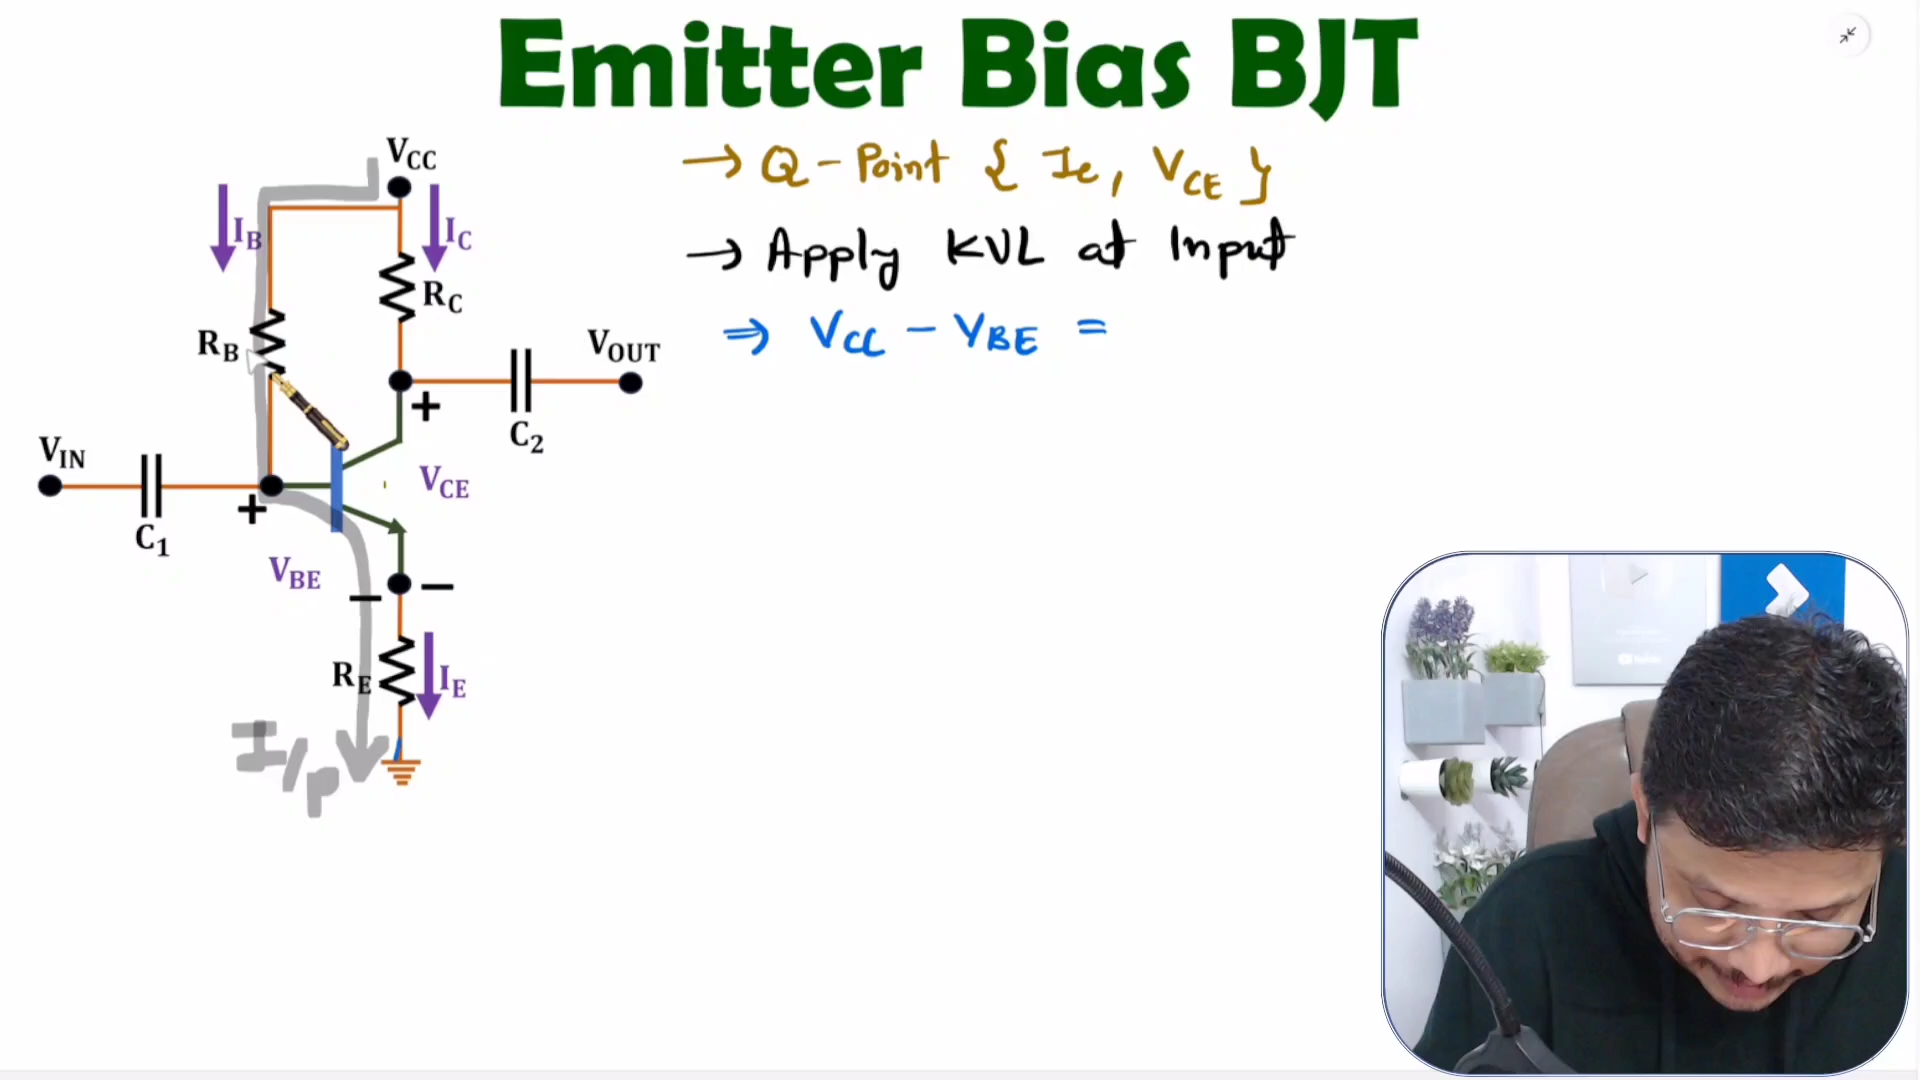 Emitter Bias BJT
→ Q - Point { Ic, VCE }
→ Apply KVL at Input
⇒ VCC - VBE =
VCC
IB
IC
RC
RB
VOUT
C2
VIN
VCE
C1
VBE
RE
IE
I/p
+
+
−
−